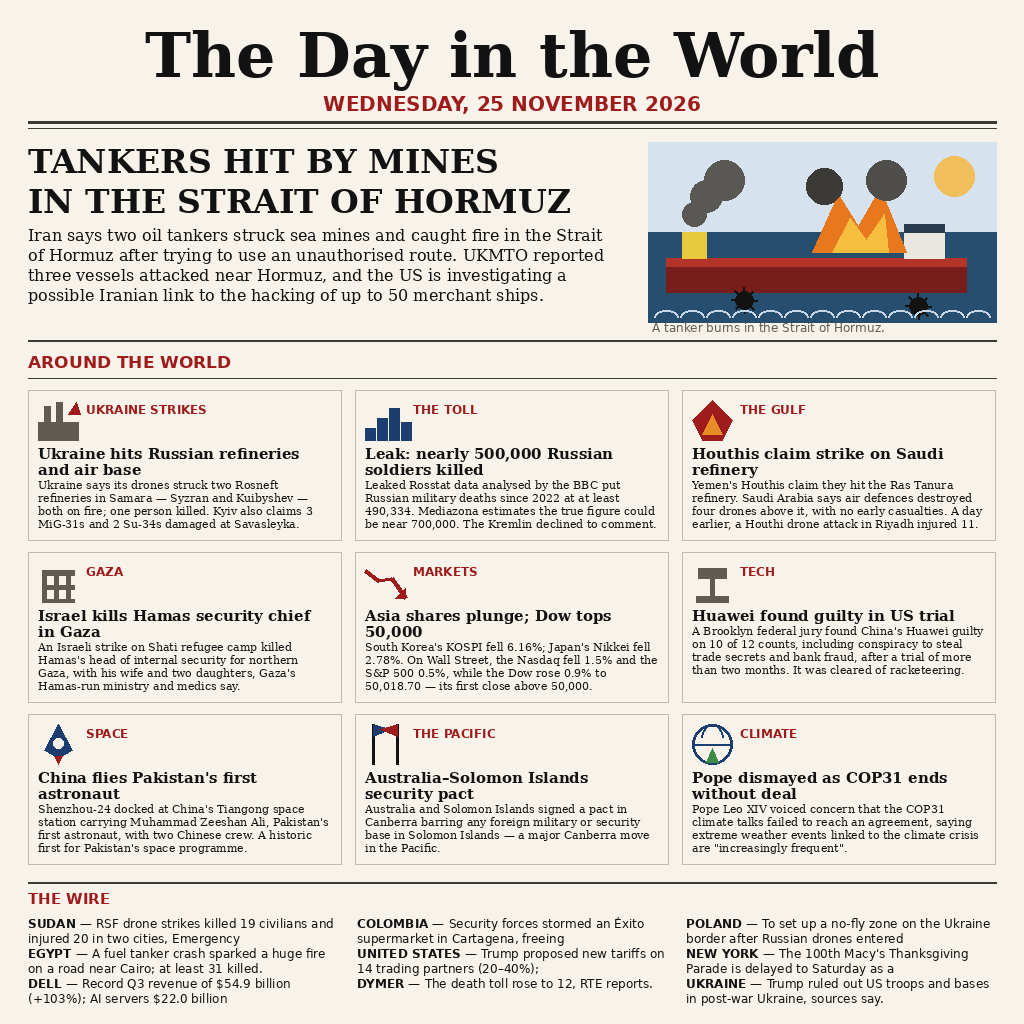 The Day in the World
WEDNESDAY, 25 NOVEMBER 2026
TANKERS HIT BY MINES
IN THE STRAIT OF HORMUZ
Iran says two oil tankers struck sea mines and caught fire in the Strait
of Hormuz after trying to use an unauthorised route. UKMTO reported
three vessels attacked near Hormuz, and the US is investigating a
possible Iranian link to the hacking of up to 50 merchant ships.
A tanker burns in the Strait of Hormuz.
AROUND THE WORLD
UKRAINE STRIKES
Ukraine hits Russian refineries
and air base
Ukraine says its drones struck two Rosneft
refineries in Samara — Syzran and Kuibyshev —
both on fire; one person killed. Kyiv also claims 3
MiG-31s and 2 Su-34s damaged at Savasleyka.
THE TOLL
Leak: nearly 500,000 Russian
soldiers killed
Leaked Rosstat data analysed by the BBC put
Russian military deaths since 2022 at at least
490,334. Mediazona estimates the true figure could
be near 700,000. The Kremlin declined to comment.
THE GULF
Houthis claim strike on Saudi
refinery
Yemen's Houthis claim they hit the Ras Tanura
refinery. Saudi Arabia says air defences destroyed
four drones above it, with no early casualties. A day
earlier, a Houthi drone attack in Riyadh injured 11.
GAZA
Israel kills Hamas security chief
in Gaza
An Israeli strike on Shati refugee camp killed
Hamas's head of internal security for northern
Gaza, with his wife and two daughters, Gaza's
Hamas-run ministry and medics say.
MARKETS
Asia shares plunge; Dow tops
50,000
South Korea's KOSPI fell 6.16%; Japan's Nikkei fell
2.78%. On Wall Street, the Nasdaq fell 1.5% and the
S&P 500 0.5%, while the Dow rose 0.9% to
50,018.70 — its first close above 50,000.
TECH
Huawei found guilty in US trial
A Brooklyn federal jury found China's Huawei guilty
on 10 of 12 counts, including conspiracy to steal
trade secrets and bank fraud, after a trial of more
than two months. It was cleared of racketeering.
SPACE
China flies Pakistan's first
astronaut
Shenzhou-24 docked at China's Tiangong space
station carrying Muhammad Zeeshan Ali, Pakistan's
first astronaut, with two Chinese crew. A historic
first for Pakistan's space programme.
THE PACIFIC
Australia–Solomon Islands
security pact
Australia and Solomon Islands signed a pact in
Canberra barring any foreign military or security
base in Solomon Islands — a major Canberra move
in the Pacific.
CLIMATE
Pope dismayed as COP31 ends
without deal
Pope Leo XIV voiced concern that the COP31
climate talks failed to reach an agreement, saying
extreme weather events linked to the climate crisis
are "increasingly frequent".
THE WIRE
SUDAN — RSF drone strikes killed 19 civilians and
injured 20 in two cities, Emergency
EGYPT — A fuel tanker crash sparked a huge fire
on a road near Cairo; at least 31 killed.
DELL — Record Q3 revenue of $54.9 billion
(+103%); AI servers $22.0 billion
COLOMBIA — Security forces stormed an Éxito
supermarket in Cartagena, freeing
UNITED STATES — Trump proposed new tariffs on
14 trading partners (20–40%);
DYMER — The death toll rose to 12, RTE reports.
POLAND — To set up a no-fly zone on the Ukraine
border after Russian drones entered
NEW YORK — The 100th Macy's Thanksgiving
Parade is delayed to Saturday as a
UKRAINE — Trump ruled out US troops and bases
in post-war Ukraine, sources say.